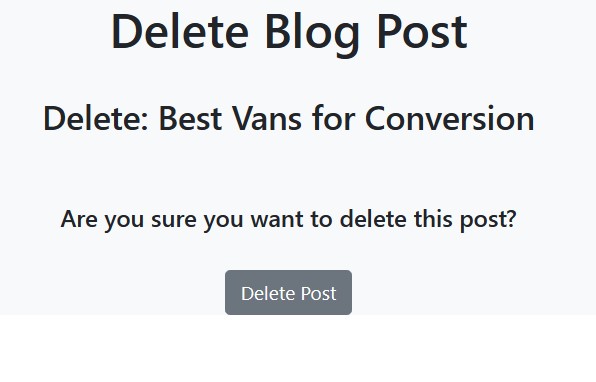 Delete Blog Post
Delete: Best Vans for Conversion
Are you sure you want to delete this post?
Delete Post